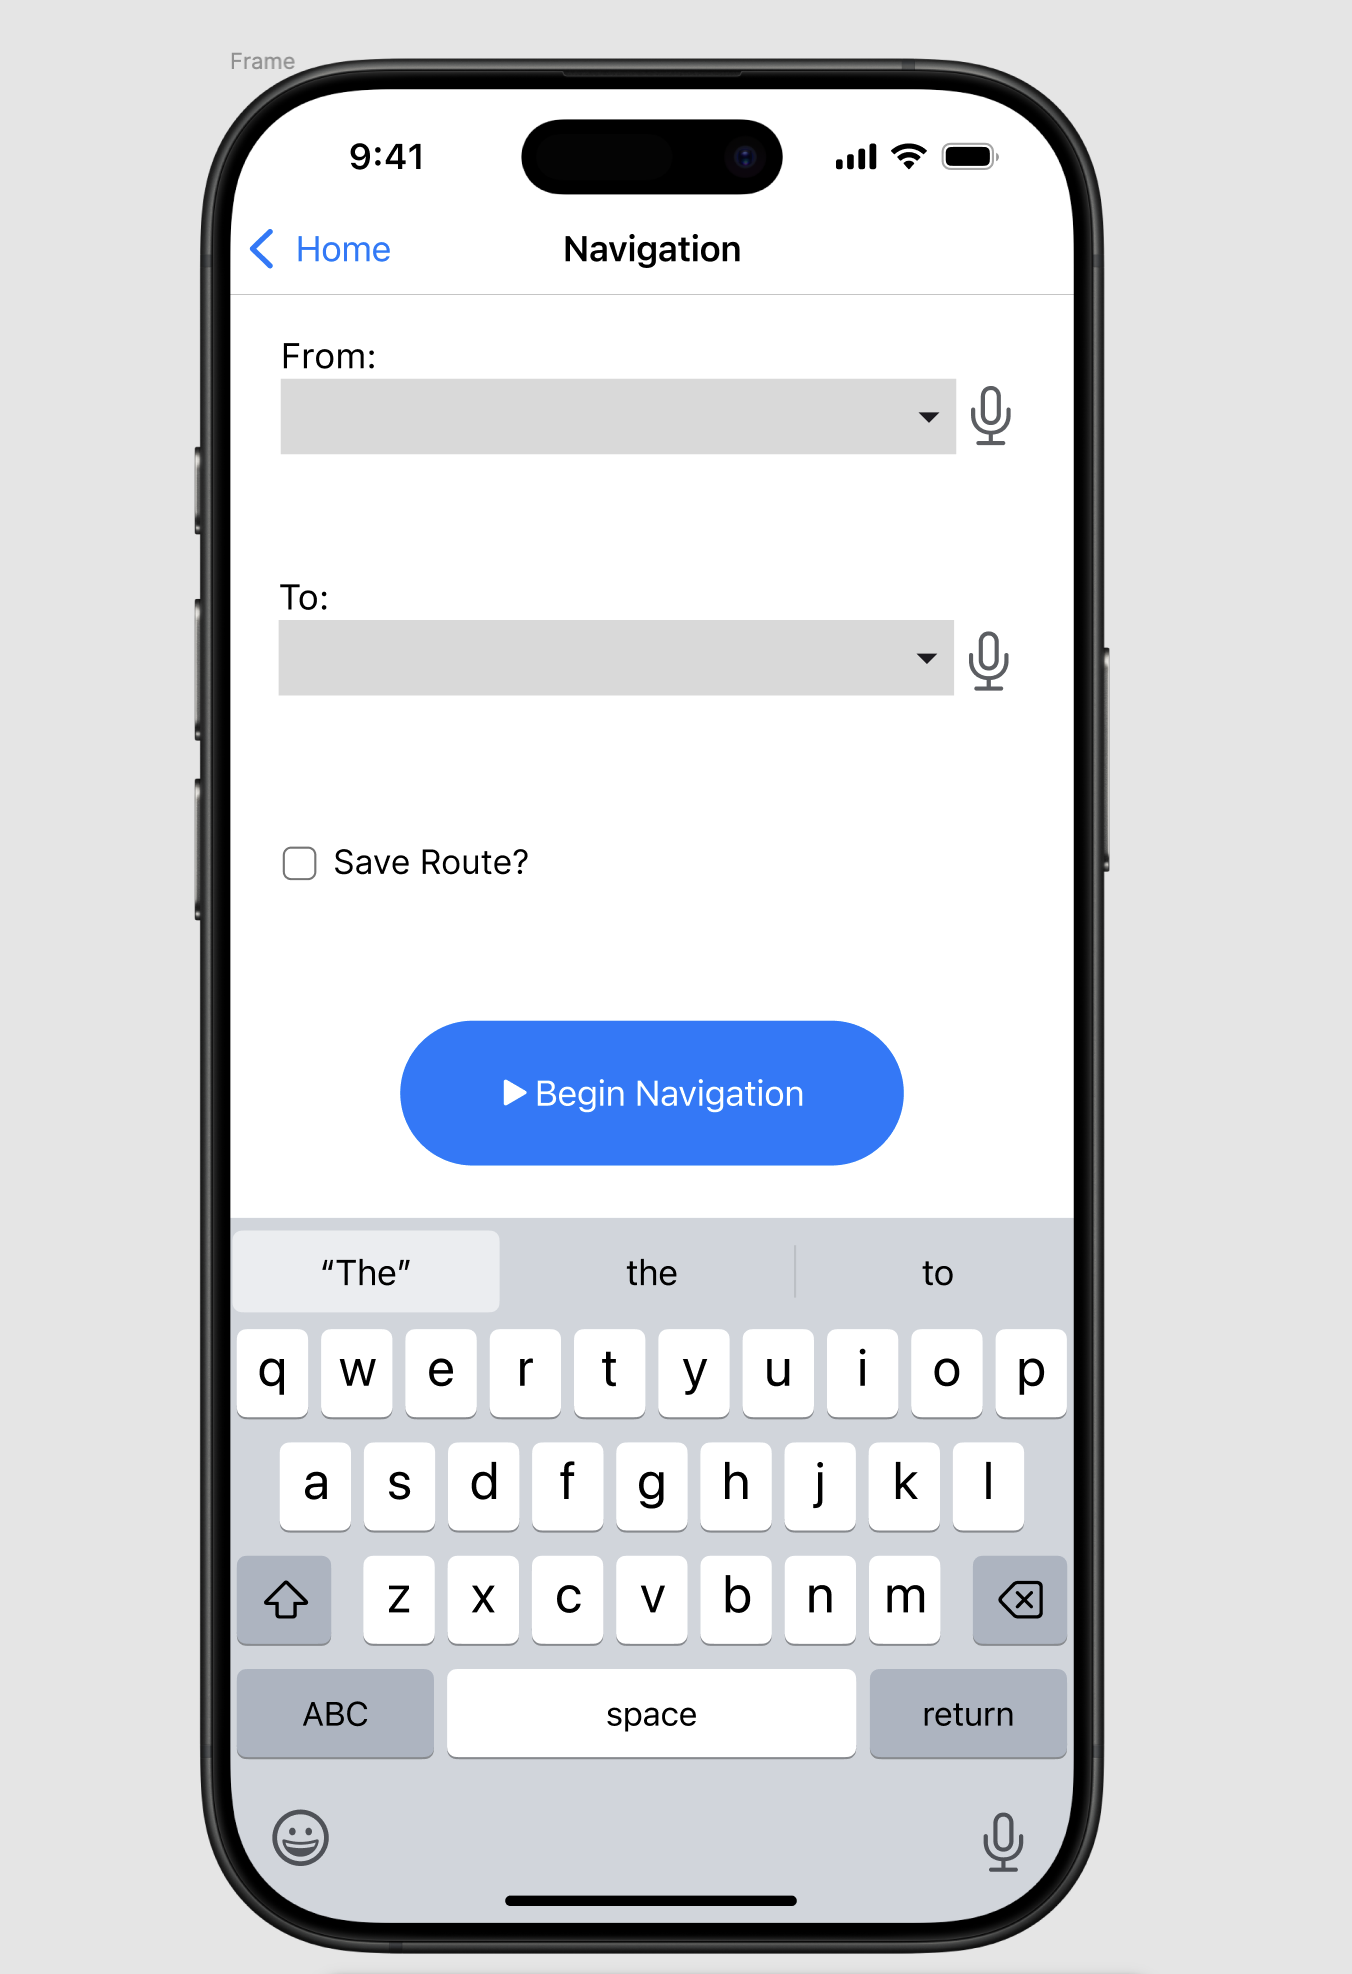 Frame
9:41
Home Navigation
From:
To:
Save Route?
Begin Navigation
“The” the to
q w e r t y u i o p
a s d f g h j k l
z x c v b n m
ABC space return